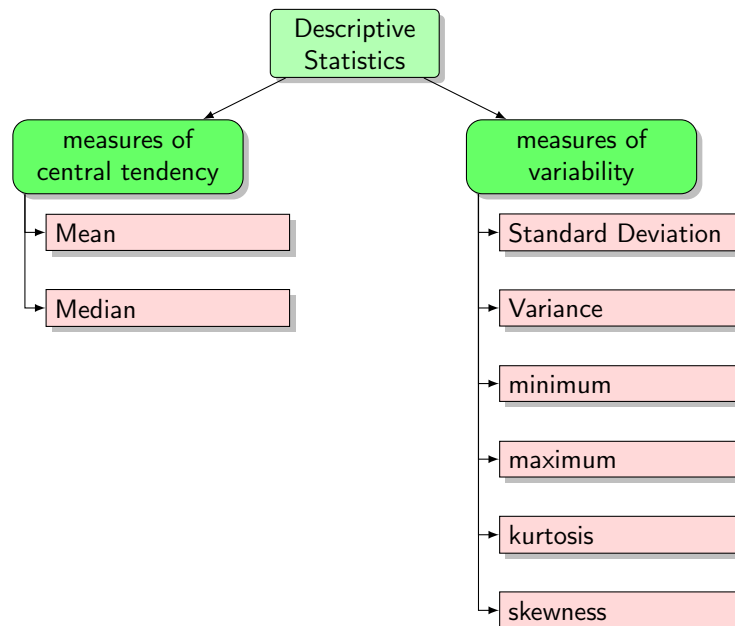 Descriptive
Statistics
measures of
central tendency
Mean
Median
measures of
variability
Standard Deviation
Variance
minimum
maximum
kurtosis
skewness